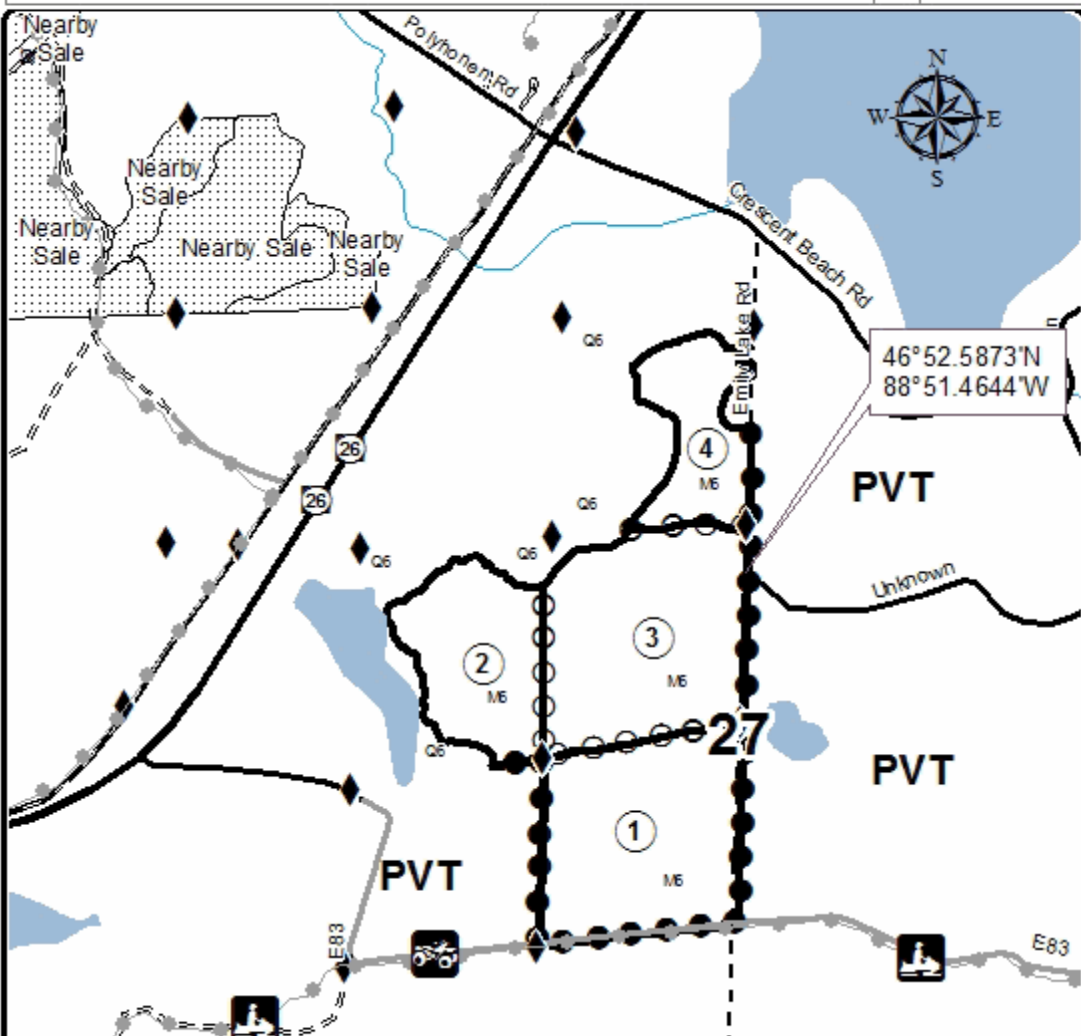 Nearby
Sale
Polyhonen Rd
N
W
E
S
Nearby
Sale
Crescent Beach Rd
Nearby
Sale
Nearby Sale
Nearby
Sale
Emily Lake Rd
Q6
n
46°52.5873'N
88°51.4644'W
26
4
M6
PVT
26
Q6
Q6
Q6
Unknown
3
2
M6
M6
Q6
27
PVT
1
PVT
M6
E83
E83